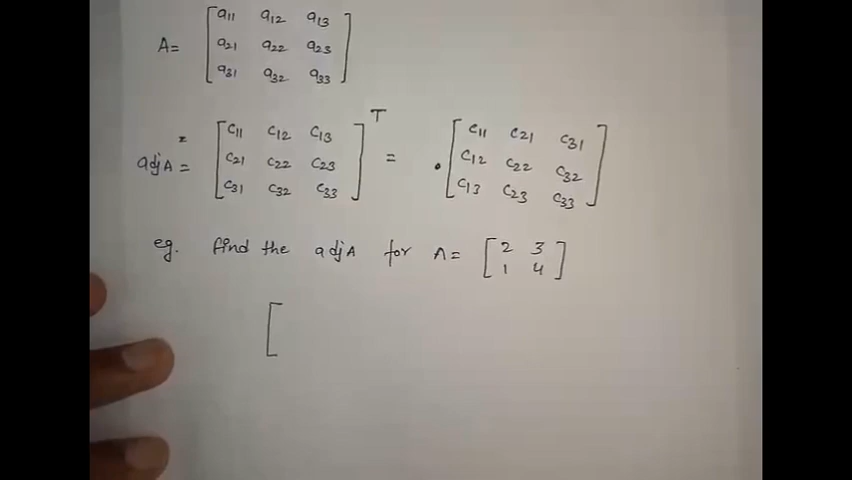 A= [a11 a12 a13
a21 a22 a23
a31 a32 a33]
adjA = [c11 c12 c13
c21 c22 c23
c31 c32 c33]T = [c11 c21 c31
c12 c22 c32
c13 c23 c33]
eg. find the adjA for A= [2 3
1 4]
[